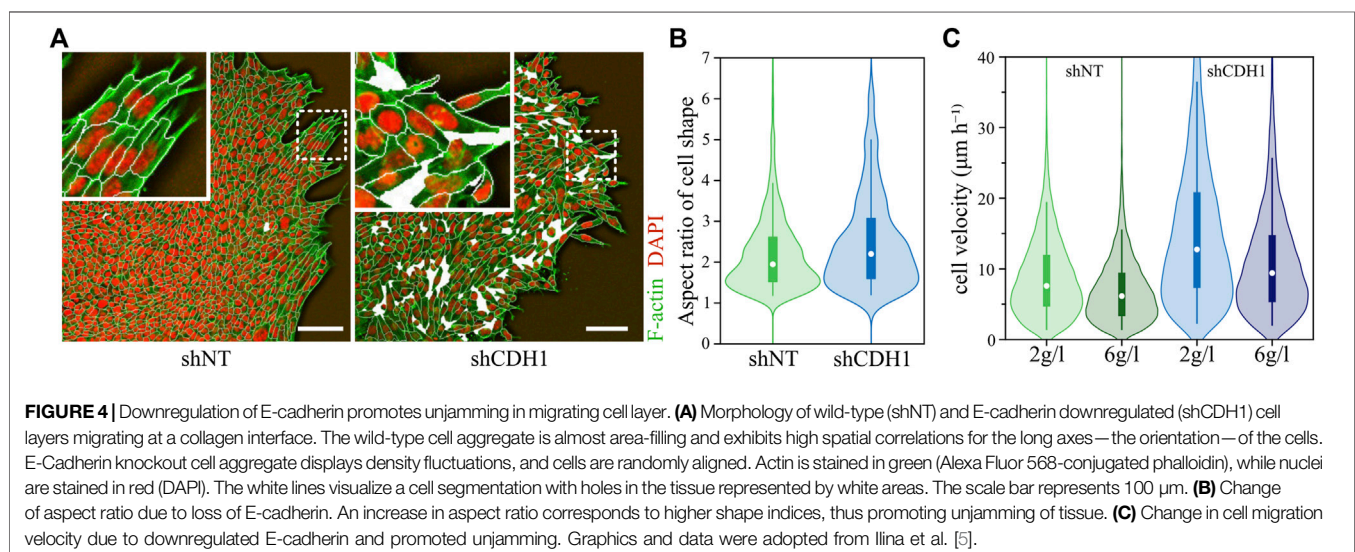 A
shNT
shCDH1
F-actin DAPI
B
Aspect ratio of cell shape
7
6
5
4
3
2
1
0
shNT
shCDH1
C
cell velocity (μm h⁻¹)
40
30
20
10
0
shNT
shCDH1
2g/l
6g/l
2g/l
6g/l
FIGURE 4 | Downregulation of E-cadherin promotes unjamming in migrating cell layer. (A) Morphology of wild-type (shNT) and E-cadherin downregulated (shCDH1) cell
layers migrating at a collagen interface. The wild-type cell aggregate is almost area-filling and exhibits high spatial correlations for the long axes—the orientation—of the cells.
E-Cadherin knockout cell aggregate displays density fluctuations, and cells are randomly aligned. Actin is stained in green (Alexa Fluor 568-conjugated phalloidin), while nuclei
are stained in red (DAPI). The white lines visualize a cell segmentation with holes in the tissue represented by white areas. The scale bar represents 100 μm. (B) Change
of aspect ratio due to loss of E-cadherin. An increase in aspect ratio corresponds to higher shape indices, thus promoting unjamming of tissue. (C) Change in cell migration
velocity due to downregulated E-cadherin and promoted unjamming. Graphics and data were adopted from Ilina et al. [5].